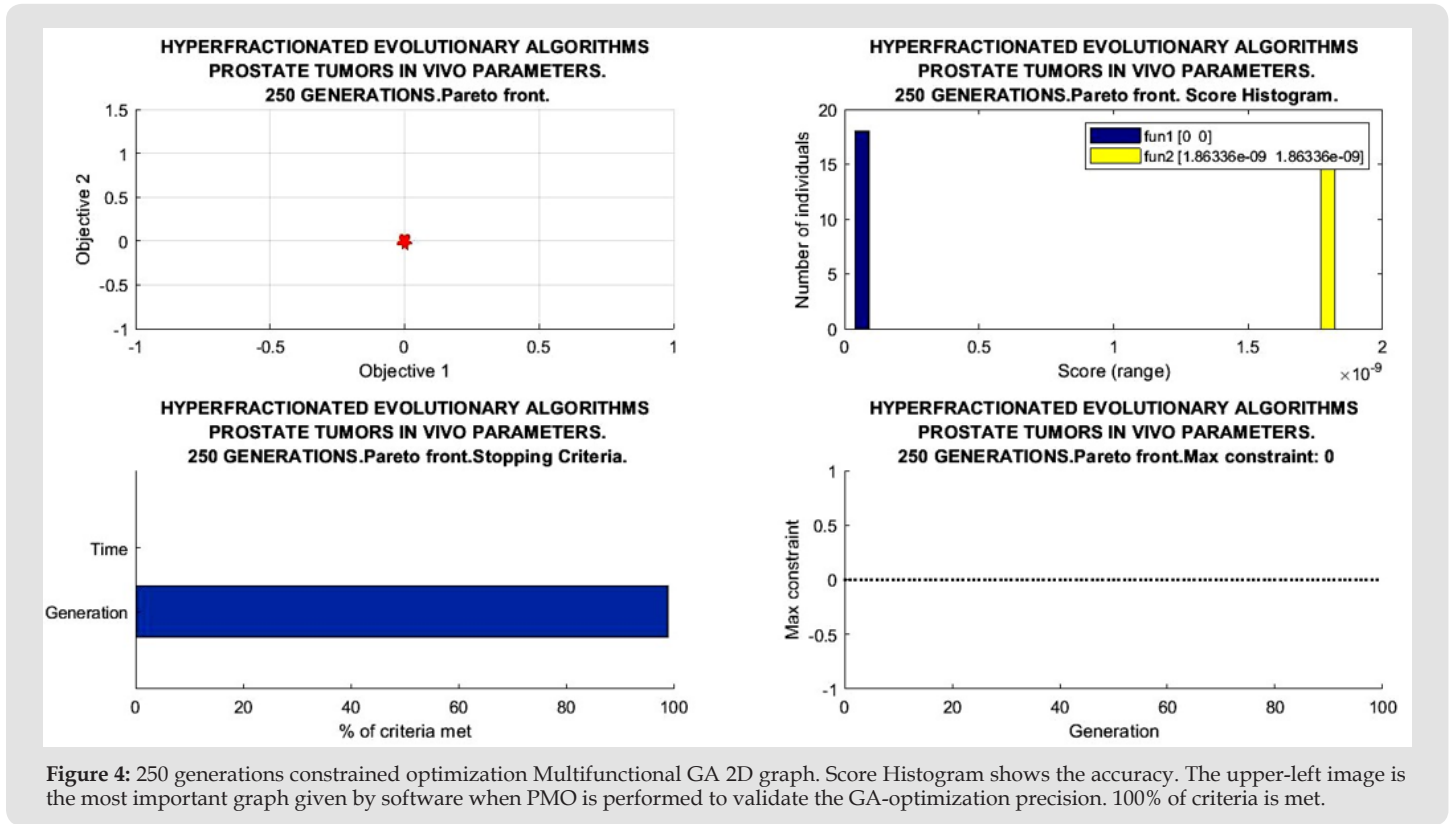 HYPERFRACTIONATED EVOLUTIONARY ALGORITHMS
PROSTATE TUMORS IN VIVO PARAMETERS.
250 GENERATIONS.Pareto front.
1.5
1
0.5
0
-0.5
-1
Objective 2
-1
-0.5
0
0.5
1
Objective 1
HYPERFRACTIONATED EVOLUTIONARY ALGORITHMS
PROSTATE TUMORS IN VIVO PARAMETERS.
250 GENERATIONS.Pareto front. Score Histogram.
20
15
10
5
0
Number of individuals
fun1 [0 0]
fun2 [1.86336e-09 1.86336e-09]
0
0.5
1
1.5
2
Score (range)
×10-9
HYPERFRACTIONATED EVOLUTIONARY ALGORITHMS
PROSTATE TUMORS IN VIVO PARAMETERS.
250 GENERATIONS.Pareto front.Stopping Criteria.
Time
Generation
0
20
40
60
80
100
% of criteria met
HYPERFRACTIONATED EVOLUTIONARY ALGORITHMS
PROSTATE TUMORS IN VIVO PARAMETERS.
250 GENERATIONS.Pareto front.Max constraint: 0
1
0.5
0
-0.5
-1
Max constraint
0
20
40
60
80
100
Generation
Figure 4: 250 generations constrained optimization Multifunctional GA 2D graph. Score Histogram shows the accuracy. The upper-left image is
the most important graph given by software when PMO is performed to validate the GA-optimization precision. 100% of criteria is met.